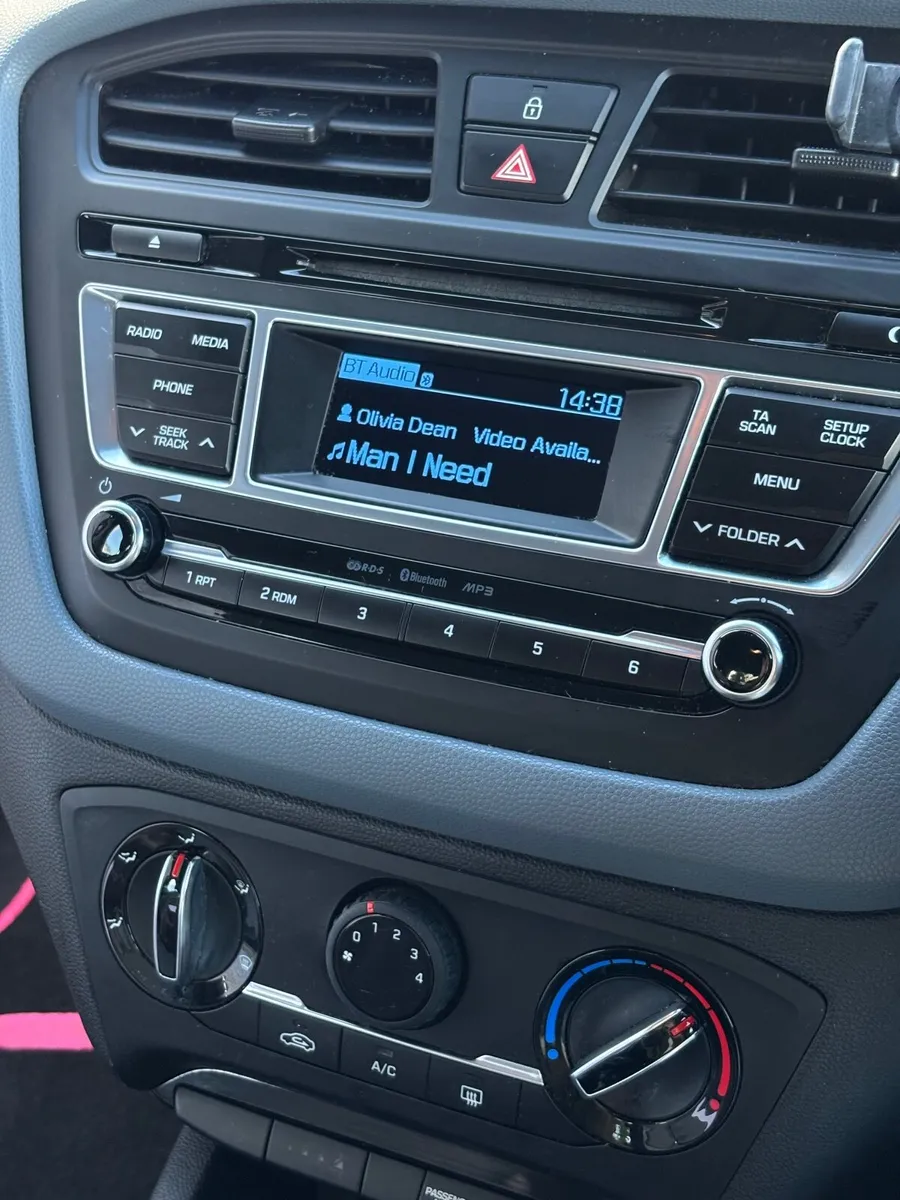 RADIO MEDIA
PHONE
SEEK
TRACK
BT Audio 14:38
Olivia Dean Video Availa...
Man I Need
TA
SCAN
SETUP
CLOCK
MENU
FOLDER
R·D·S Bluetooth MP3
1 RPT 2 RDM 3 4 5 6
0 1 2 3 4
A/C